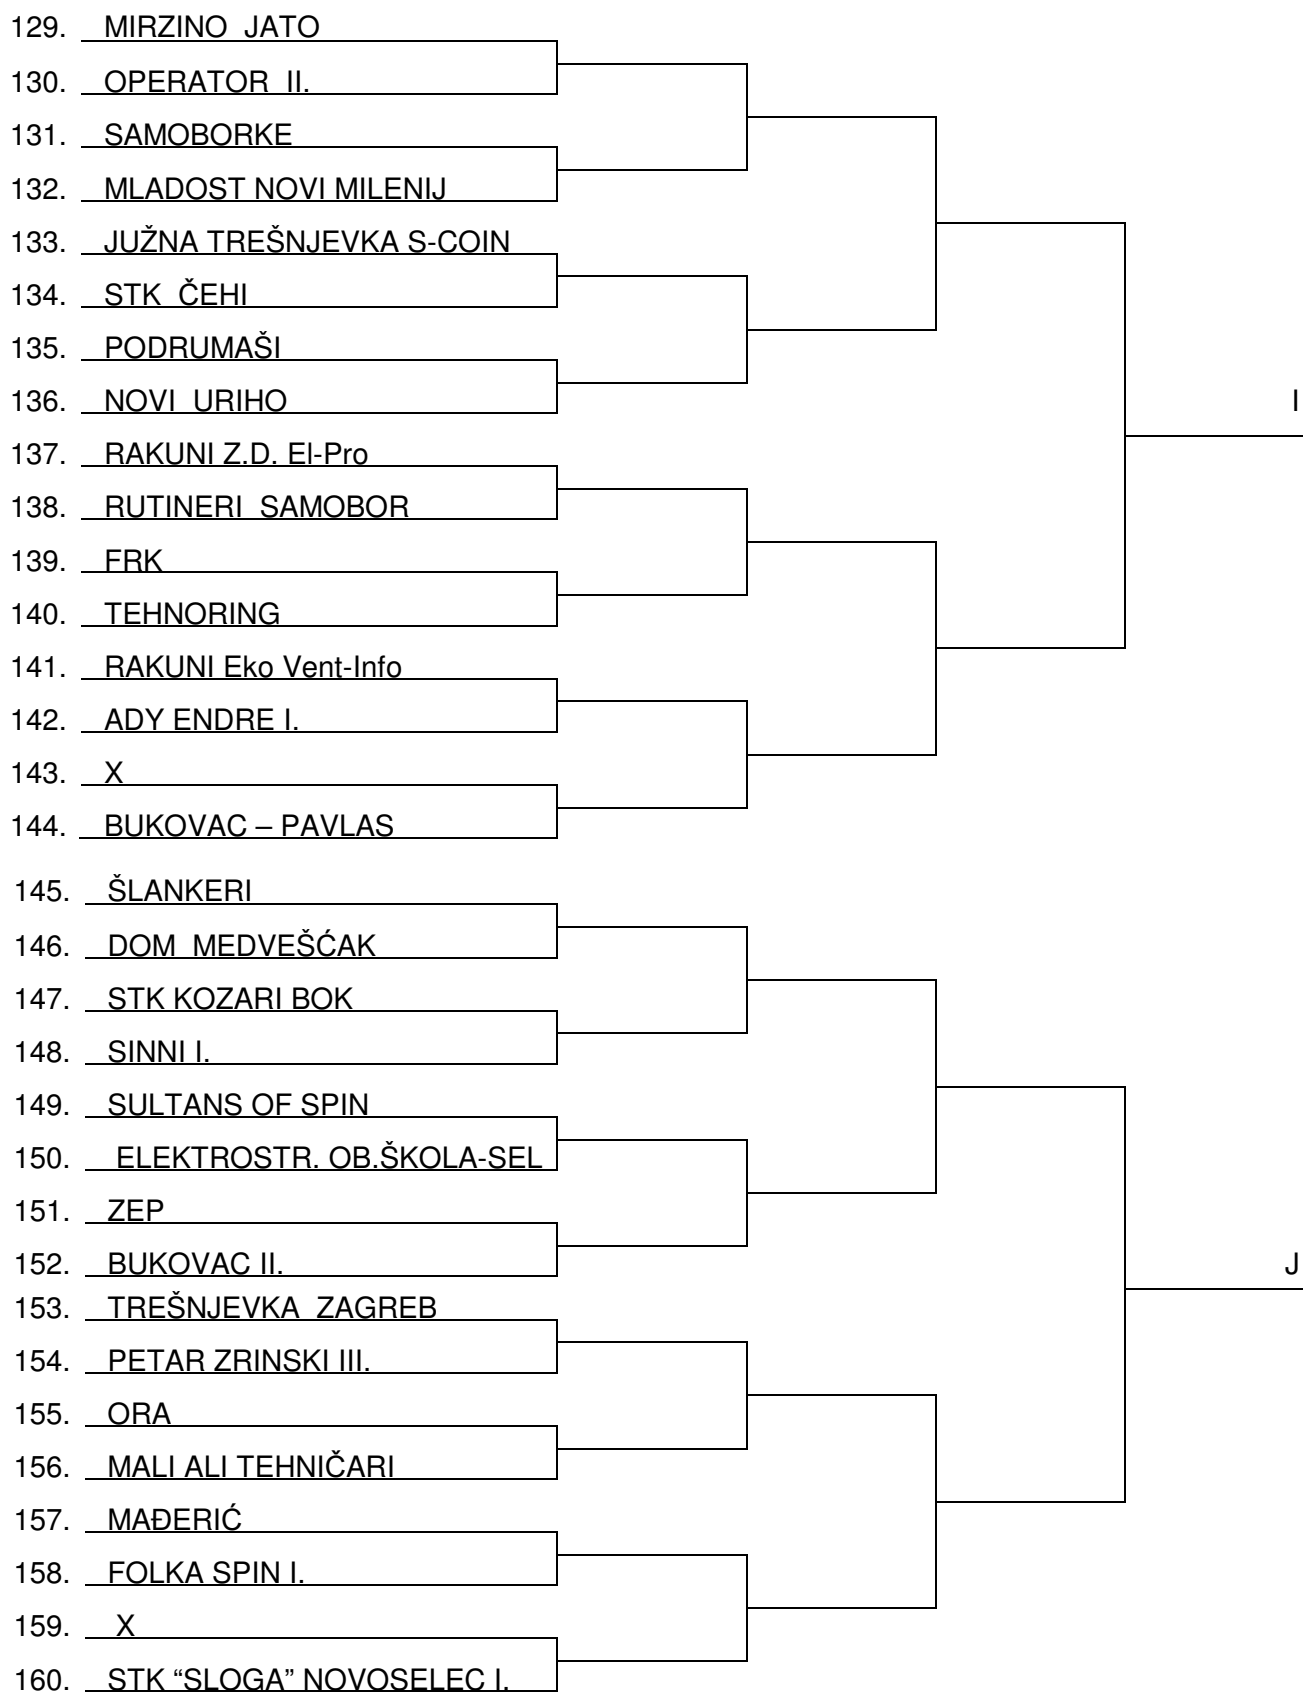 129. MIRZINO JATO
130. OPERATOR II.
131. SAMOBORKE
132. MLADOST NOVI MILENIJ
133. JUŽNA TREŠNJEVKA S-COIN
134. STK ČEHI
135. PODRUMAŠI
136. NOVI URIHO
I
137. RAKUNI Z.D. El-Pro
138. RUTINERI SAMOBOR
139. FRK
140. TEHNORING
141. RAKUNI Eko Vent-Info
142. ADY ENDRE I.
143. X
144. BUKOVAC – PAVLAS
145. ŠLANKERI
146. DOM MEDVEŠĆAK
147. STK KOZARI BOK
148. SINNI I.
149. SULTANS OF SPIN
150. ELEKTROSTR. OB.ŠKOLA-SEL
151. ZEP
152. BUKOVAC II.
J
153. TREŠNJEVKA ZAGREB
154. PETAR ZRINSKI III.
155. ORA
156. MALI ALI TEHNIČARI
157. MAĐERIĆ
158. FOLKA SPIN I.
159. X
160. STK “SLOGA” NOVOSELEC I.